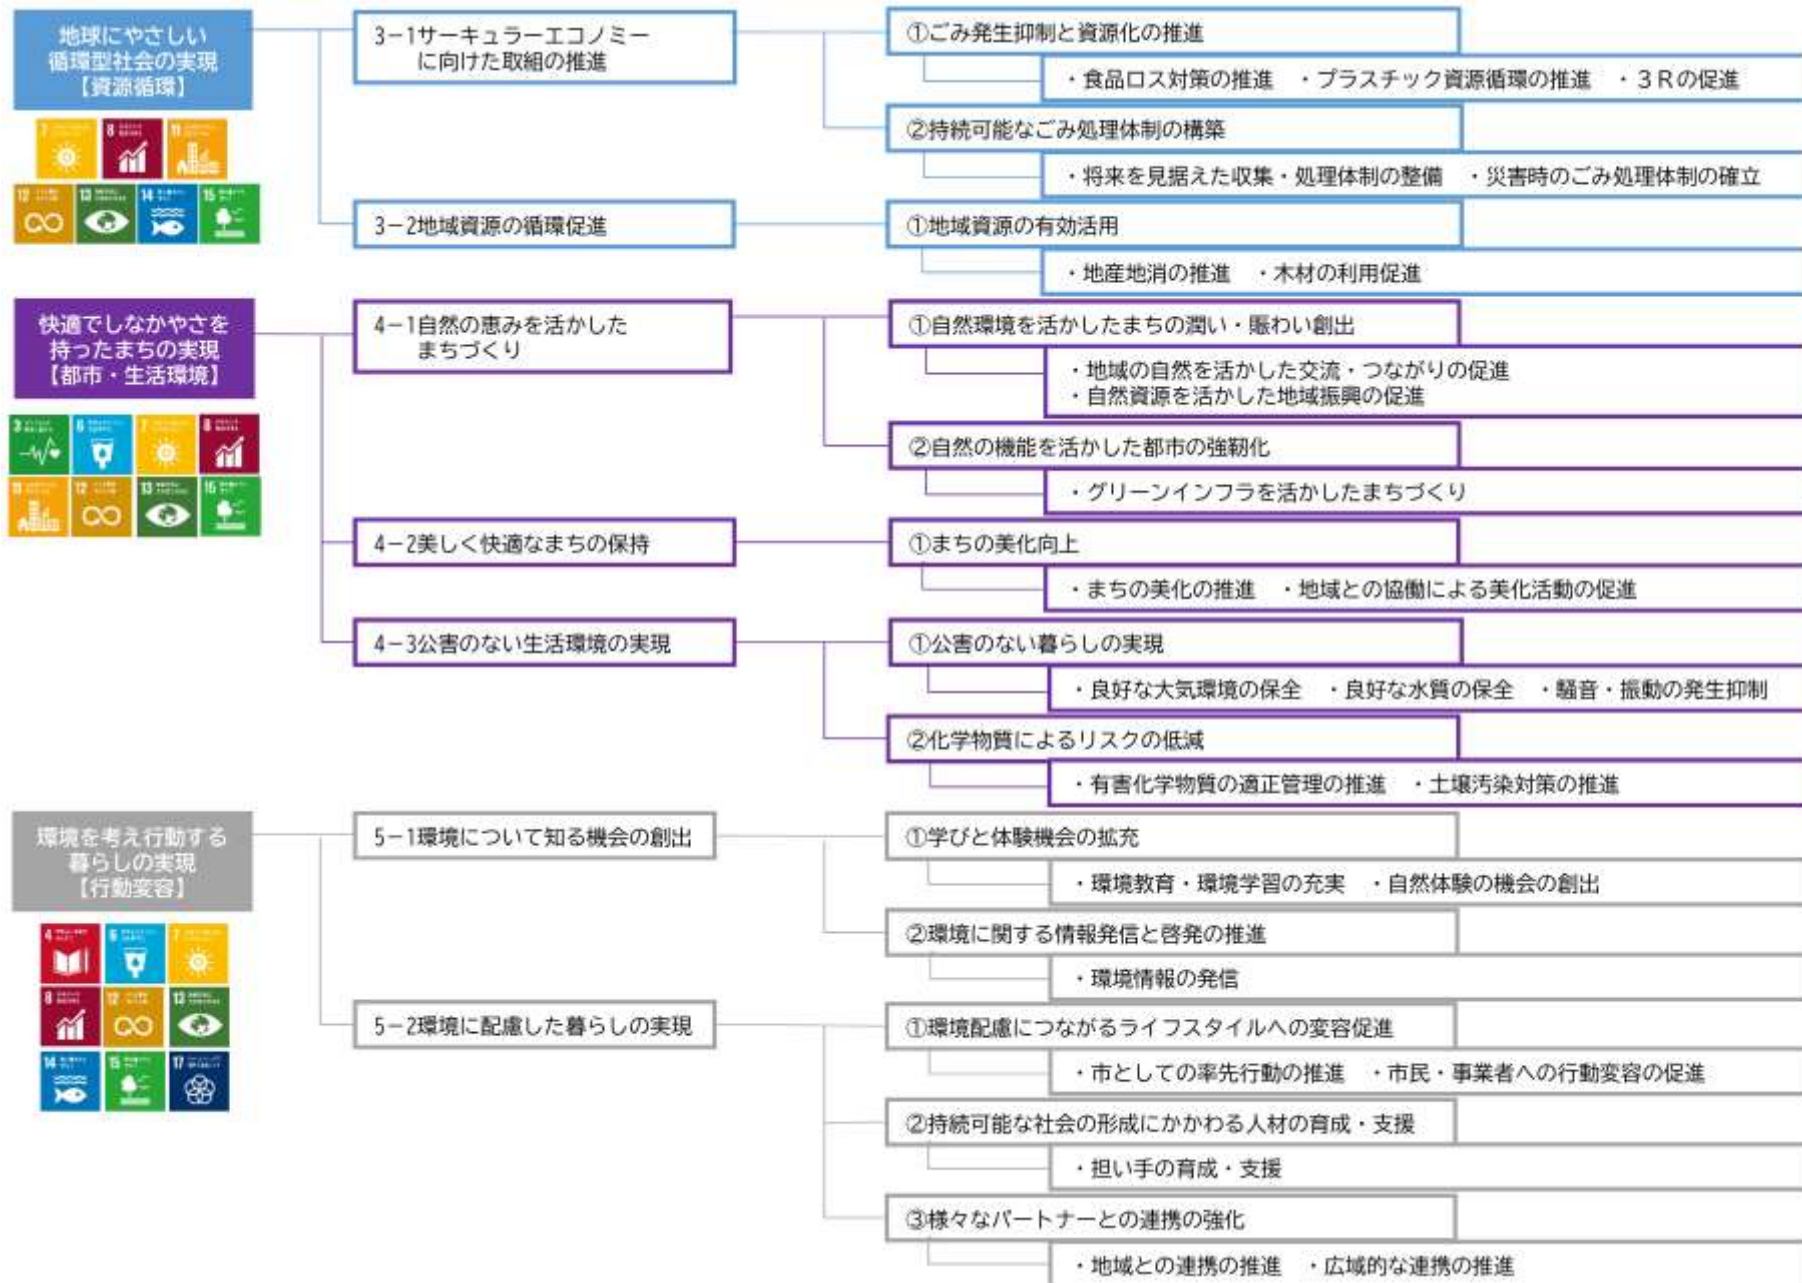 地球にやさしい
循環型社会の実現
【資源循環】
3－1サーキュラーエコノミー
に向けた取組の推進
①ごみ発生抑制と資源化の推進
・食品ロス対策の推進　・プラスチック資源循環の推進　・３Rの促進
②持続可能なごみ処理体制の構築
・将来を見据えた収集・処理体制の整備　・災害時のごみ処理体制の確立
7
8
11
12
13
14
15
3－2地域資源の循環促進
①地域資源の有効活用
・地産地消の推進　・木材の利用促進
快適でしなかやさを
持ったまちの実現
【都市・生活環境】
4－1自然の恵みを活かした
まちづくり
①自然環境を活かしたまちの潤い・賑わい創出
・地域の自然を活かした交流・つながりの促進
・自然資源を活かした地域振興の促進
②自然の機能を活かした都市の強靭化
・グリーンインフラを活かしたまちづくり
3
6
7
8
11
12
13
15
4－2美しく快適なまちの保持
①まちの美化向上
・まちの美化の推進　・地域との協働による美化活動の促進
4－3公害のない生活環境の実現
①公害のない暮らしの実現
・良好な大気環境の保全　・良好な水質の保全　・騒音・振動の発生抑制
②化学物質によるリスクの低減
・有害化学物質の適正管理の推進　・土壌汚染対策の推進
環境を考え行動する
暮らしの実現
【行動変容】
5－1環境について知る機会の創出
①学びと体験機会の拡充
・環境教育・環境学習の充実　・自然体験の機会の創出
②環境に関する情報発信と啓発の推進
・環境情報の発信
4
6
7
8
12
13
14
15
17
5－2環境に配慮した暮らしの実現
①環境配慮につながるライフスタイルへの変容促進
・市としての率先行動の推進　・市民・事業者への行動変容の促進
②持続可能な社会の形成にかかわる人材の育成・支援
・担い手の育成・支援
③様々なパートナーとの連携の強化
・地域との連携の推進　・広域的な連携の推進